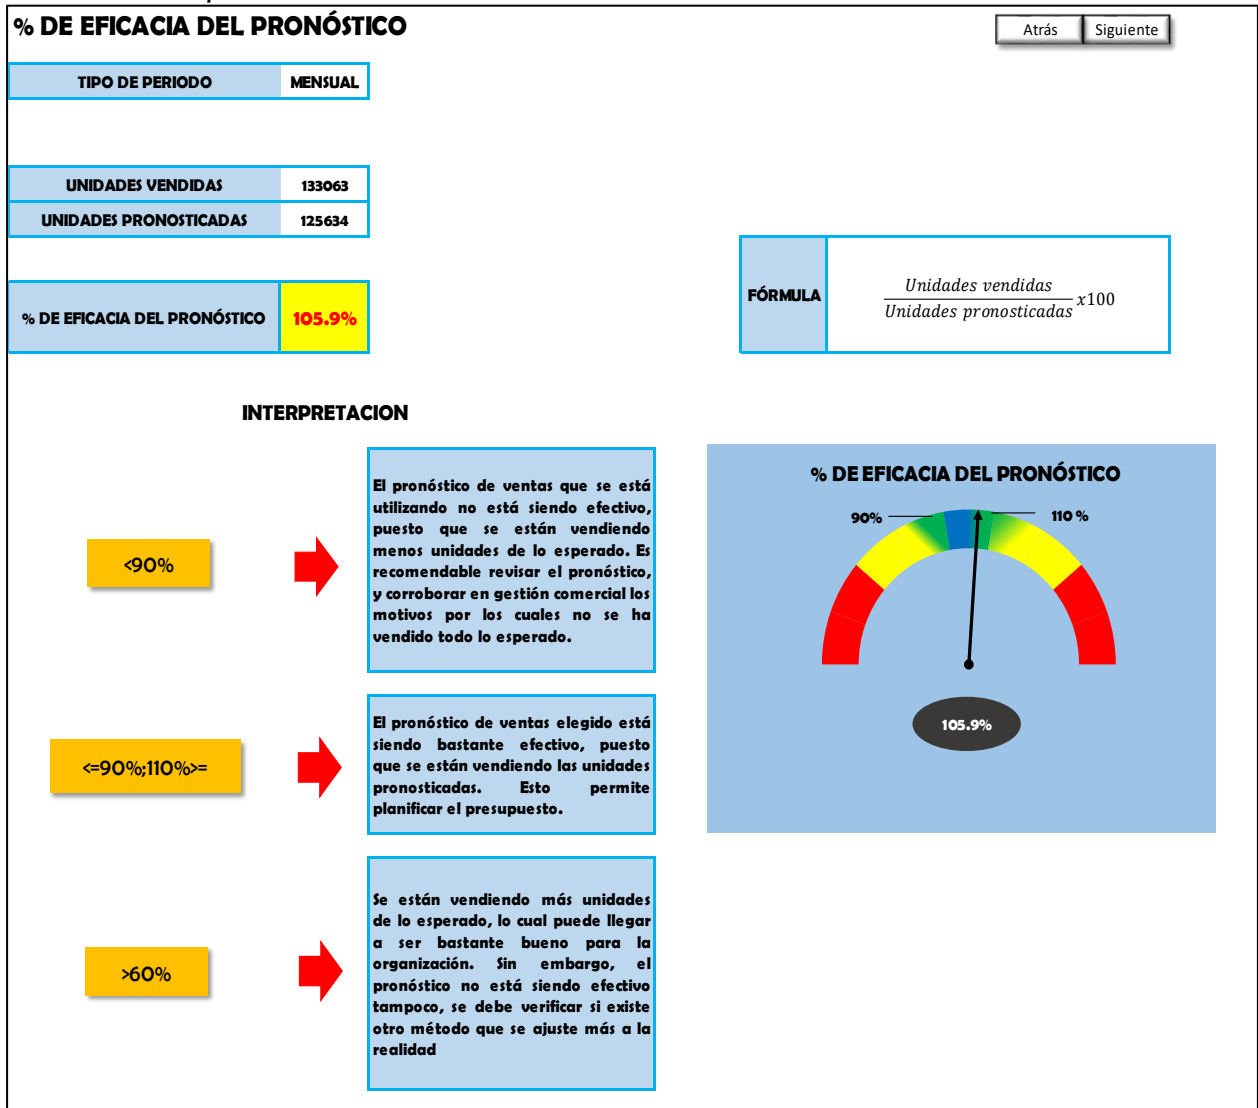 % DE EFICACIA DEL PRONÓSTICO
Atrás
Siguiente
TIPO DE PERIODO
MENSUAL
UNIDADES VENDIDAS
133063
UNIDADES PRONOSTICADAS
125634
% DE EFICACIA DEL PRONÓSTICO
105.9%
FÓRMULA
Unidades vendidas
Unidades pronosticadas
x100
INTERPRETACION
<90%
El pronóstico de ventas que se está
utilizando no está siendo efectivo,
puesto que se están vendiendo
menos unidades de lo esperado. Es
recomendable revisar el pronóstico,
y corroborar en gestión comercial los
motivos por los cuales no se ha
vendido todo lo esperado.
<=90%;110%>=
El pronóstico de ventas elegido está
siendo bastante efectivo, puesto
que se están vendiendo las unidades
pronosticadas. Esto permite
planificar el presupuesto.
>60%
Se están vendiendo más unidades
de lo esperado, lo cual puede llegar
a ser bastante bueno para la
organización. Sin embargo, el
pronóstico no está siendo efectivo
tampoco, se debe verificar si existe
otro método que se ajuste más a la
realidad
% DE EFICACIA DEL PRONÓSTICO
90%
110 %
105.9%